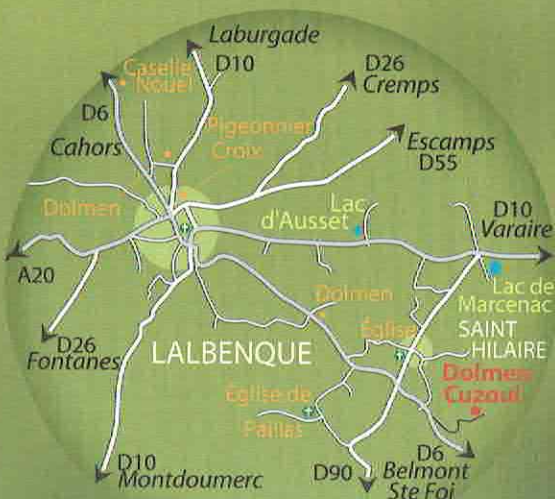 Laburgade
D10
Caselle
Nouel
D6
Cahors
D26
Cremps
Pigeonnier
Croix
Escamps
D55
Dolmen
Lac
d'Ausset
D10
Varaire
A20
Lac de
Marcenac
Dolmen
D26
Fontanes
LALBENQUE
Église
SAINT
HILAIRE
Dolmen
Cuzoul
Église de
Paillas
D10
Montdoumerc
D90
D6
Belmont
Ste Foi